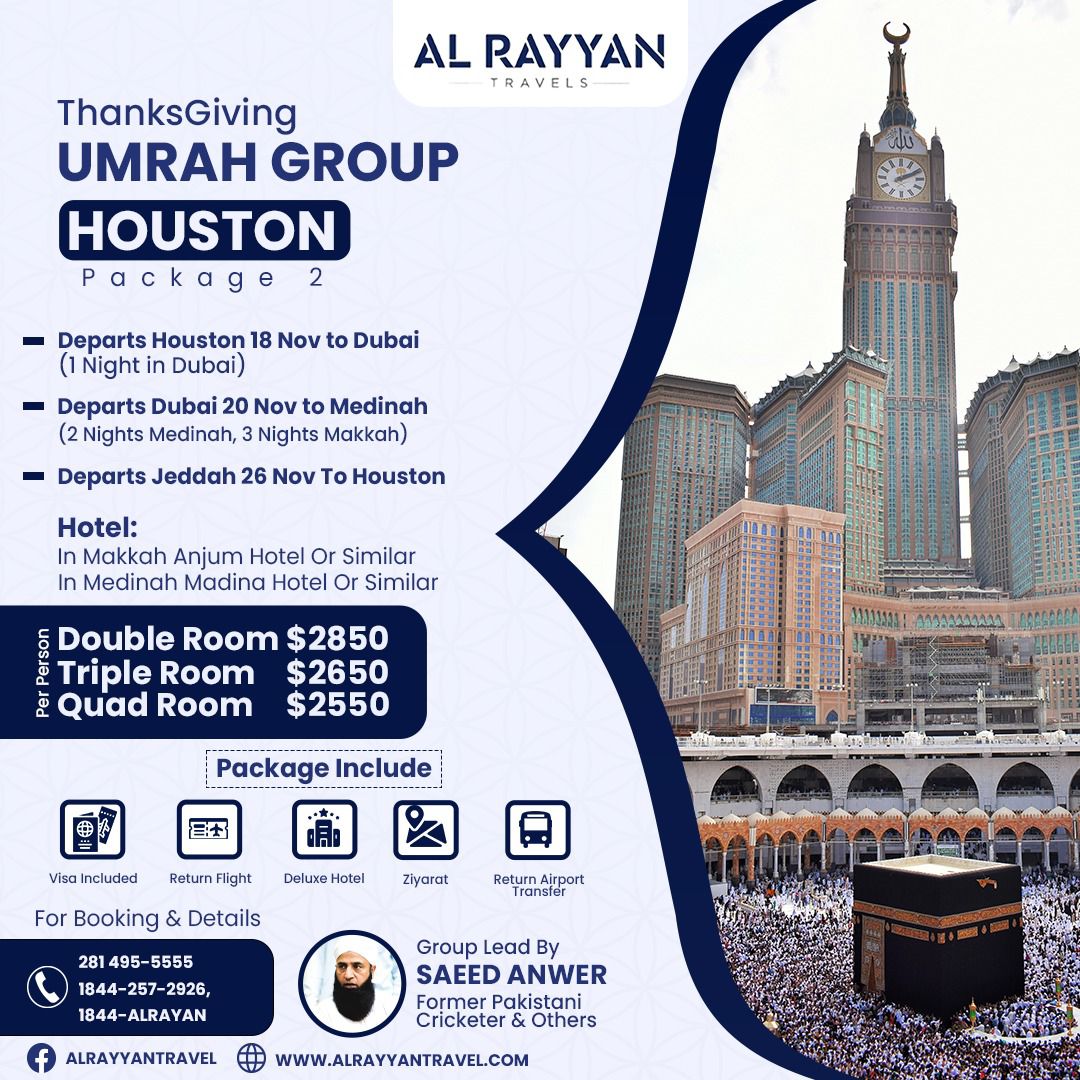 AL RAYYAN
TRAVELS
ThanksGiving
UMRAH GROUP
HOUSTON
Package 2
Departs Houston 18 Nov to Dubai
(1 Night in Dubai)
Departs Dubai 20 Nov to Medinah
(2 Nights Medinah, 3 Nights Makkah)
Departs Jeddah 26 Nov To Houston
Hotel:
In Makkah Anjum Hotel Or Similar
In Medinah Madina Hotel Or Similar
Per Person
Double Room $2850
Triple Room $2650
Quad Room $2550
Package Include
Visa Included
Return Flight
Deluxe Hotel
Ziyarat
Return Airport
Transfer
For Booking & Details
281 495-5555
1844-257-2926,
1844-ALRAYAN
Group Lead By
SAEED ANWER
Former Pakistani
Cricketer & Others
ALRAYYANTRAVEL
WWW.ALRAYYANTRAVEL.COM
الله